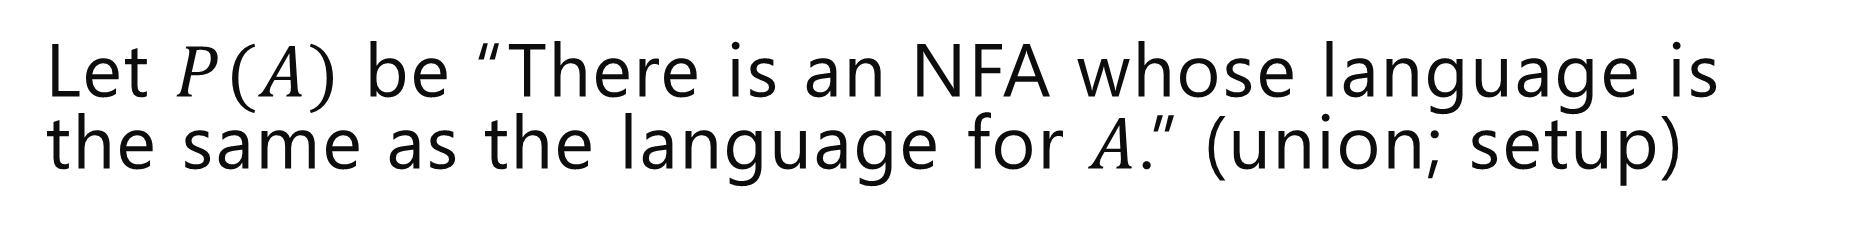 Let P(A) be “There is an NFA whose language is
the same as the language for A.” (union; setup)